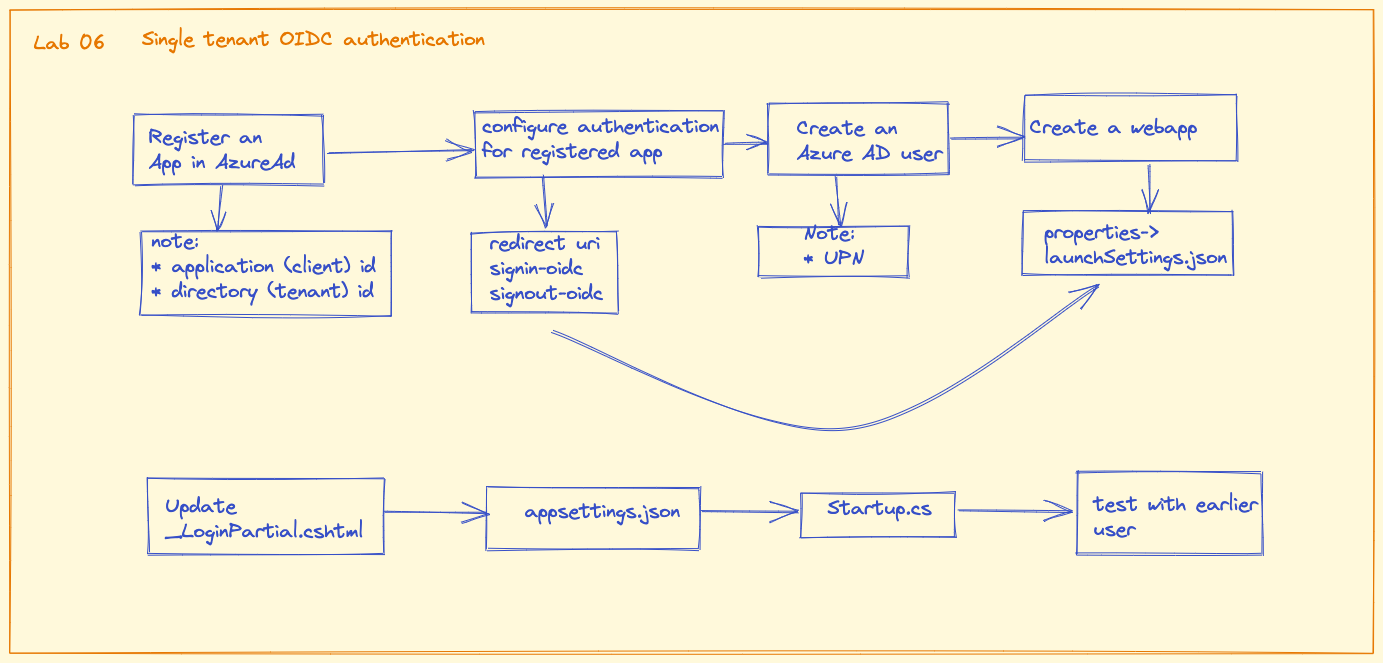 Lab 06 Single tenant OIDC authentication
Register an
App in AzureAd
configure authentication
for registered app
Create an
Azure AD user
Create a webapp
note:
* application (client) id
* directory (tenant) id
redirect uri
signin-oidc
signout-oidc
Note:
* UPN
properties->
launchSettings.json
Update
_LoginPartial.cshtml
appsettings.json
Startup.cs
test with earlier
user